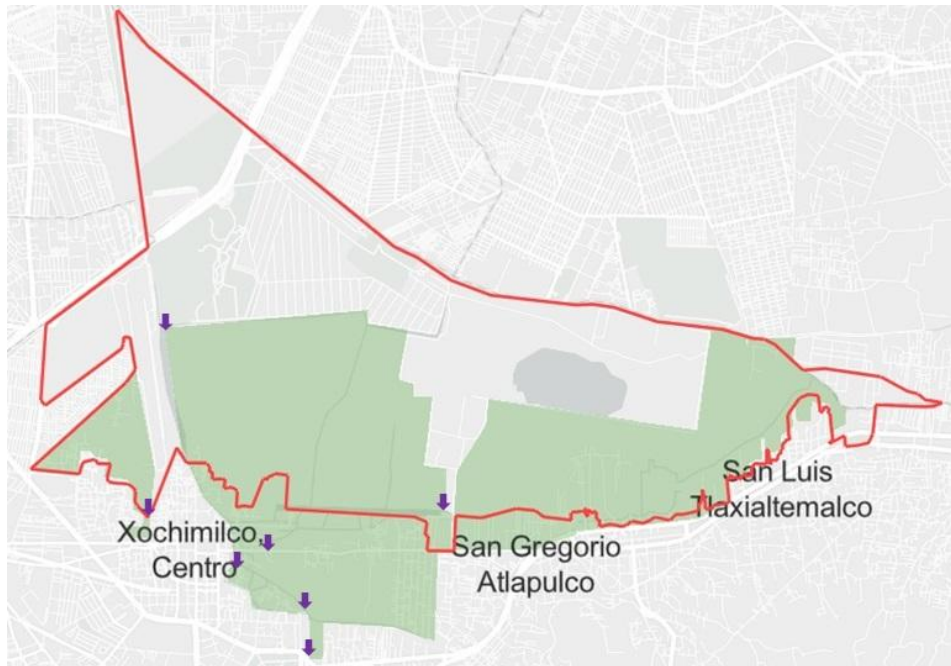 San Luis
Tlaxialtemalco
Xochimilco,
Centro
San Gregorio
Atlapulco